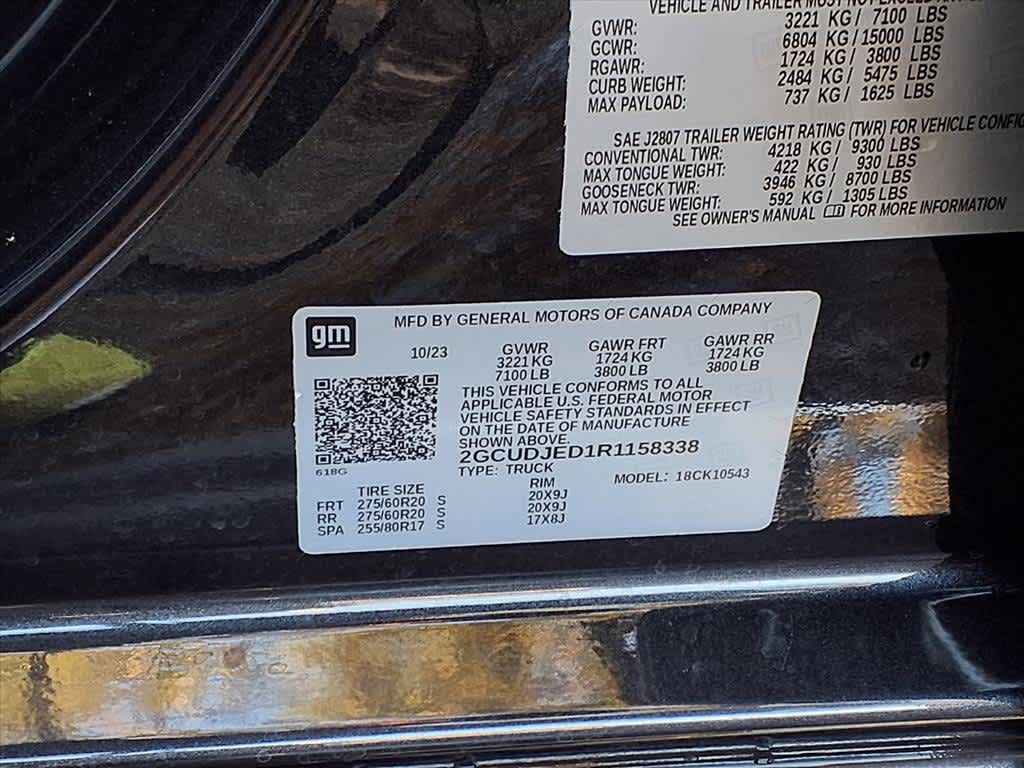 VEHICLE AND TRAILER MUST NOT EXCEED
GVWR: 3221 KG / 7100 LBS
GCWR: 6804 KG / 15000 LBS
RGAWR: 1724 KG / 3800 LBS
CURB WEIGHT: 2484 KG / 5475 LBS
MAX PAYLOAD: 737 KG / 1625 LBS
SAE J2807 TRAILER WEIGHT RATING (TWR) FOR VEHICLE CONFIG
CONVENTIONAL TWR: 4218 KG / 9300 LBS
MAX TONGUE WEIGHT: 422 KG / 930 LBS
GOOSENECK TWR: 3946 KG / 8700 LBS
MAX TONGUE WEIGHT: 592 KG / 1305 LBS
SEE OWNER'S MANUAL FOR MORE INFORMATION
gm MFD BY GENERAL MOTORS OF CANADA COMPANY
10/23 GVWR GAWR FRT GAWR RR
3221 KG 1724 KG 1724 KG
7100 LB 3800 LB 3800 LB
THIS VEHICLE CONFORMS TO ALL
APPLICABLE U.S. FEDERAL MOTOR
VEHICLE SAFETY STANDARDS IN EFFECT
ON THE DATE OF MANUFACTURE
SHOWN ABOVE.
2GCUDJED1R1158338
618G TYPE: TRUCK MODEL: 18CK10543
TIRE SIZE RIM
FRT 275/60R20 S 20X9J
RR 275/60R20 S 20X9J
SPA 255/80R17 S 17X8J